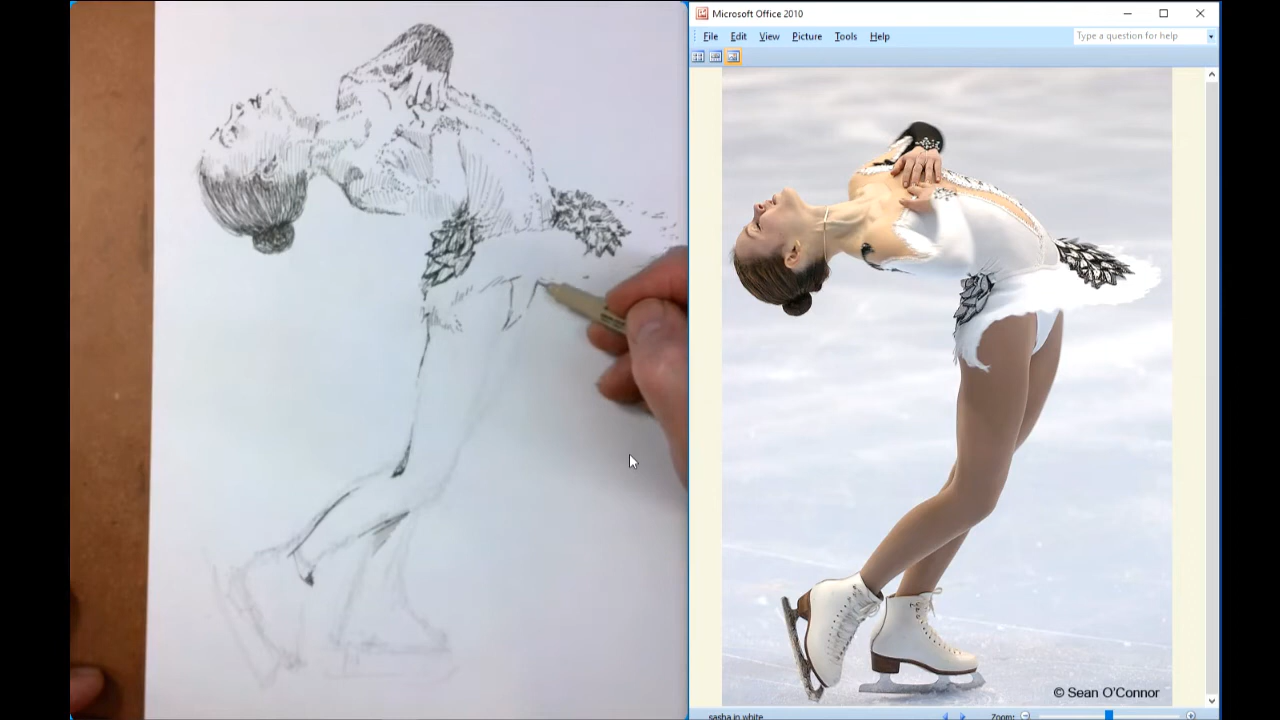 Microsoft Office 2010
File Edit View Picture Tools Help
Type a question for help
© Sean O'Connor
sasha in white
Zoom: